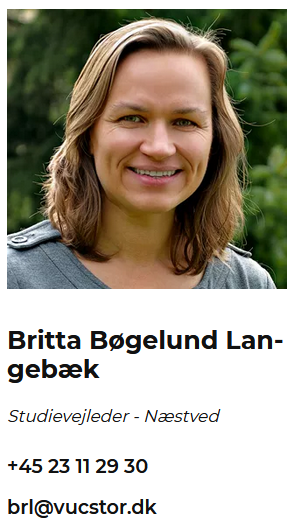 Britta Bøgelund Lan-
gebæk
Studievejleder - Næstved
+45 23 11 29 30
brl@vucstor.dk